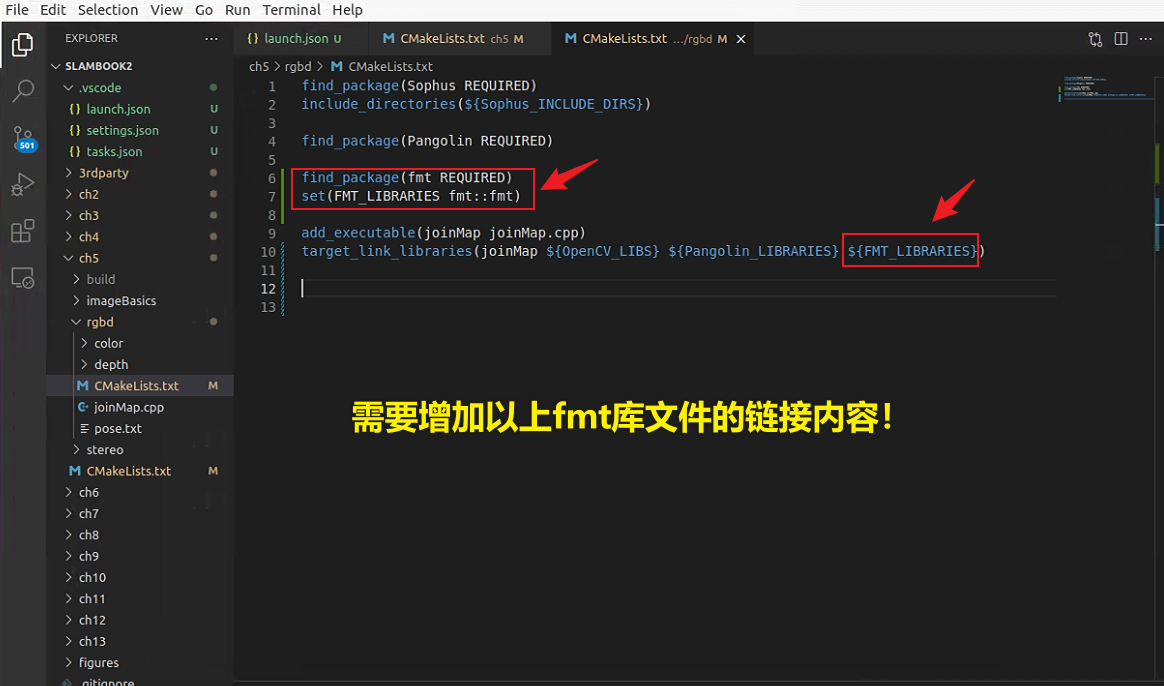 File Edit Selection View Go Run Terminal Help
EXPLORER ...
{} launch.json U M CMakeLists.txt ch5 M M CMakeLists.txt .../rgbd M ×
ch5 > rgbd > M CMakeLists.txt
501
SLAMBOOK2
.vscode
{} launch.json U
{} settings.json U
{} tasks.json U
3rdparty
ch2
ch3
ch4
ch5
build
imageBasics
rgbd
color
depth
M CMakeLists.txt M
joinMap.cpp
pose.txt
stereo
M CMakeLists.txt M
ch6
ch7
ch8
ch9
ch10
ch11
ch12
ch13
figures
.gitignore
1 find_package(Sophus REQUIRED)
2 include_directories(${Sophus_INCLUDE_DIRS})
3
4 find_package(Pangolin REQUIRED)
5
6 find_package(fmt REQUIRED)
7 set(FMT_LIBRARIES fmt::fmt)
8
9 add_executable(joinMap joinMap.cpp)
10 target_link_libraries(joinMap ${OpenCV_LIBS} ${Pangolin_LIBRARIES} ${FMT_LIBRARIES})
11
12
13
需要增加以上fmt库文件的链接内容！